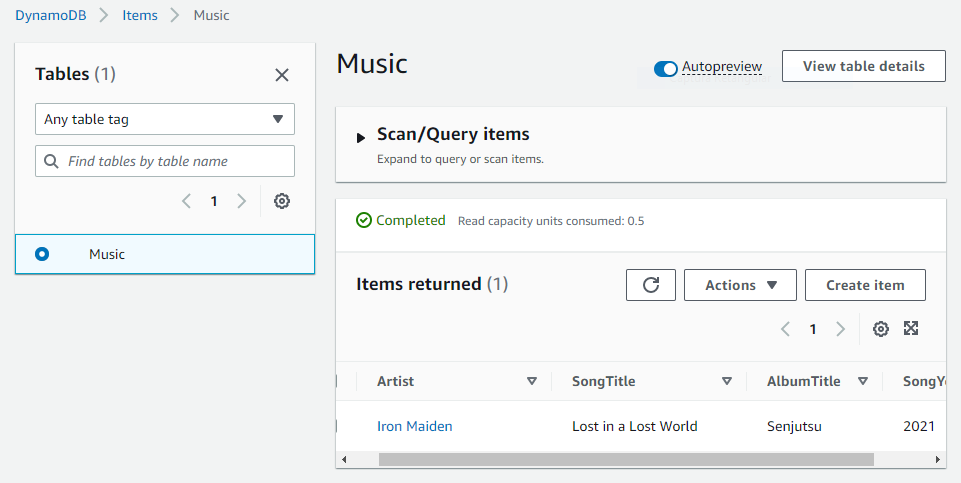 DynamoDB > Items > Music
Tables (1)
Any table tag
Find tables by table name
1
Music
Music
Autopreview
View table details
Scan/Query items
Expand to query or scan items.
Completed Read capacity units consumed: 0.5
Items returned (1)
Actions
Create item
1
Artist SongTitle AlbumTitle
Iron Maiden Lost in a Lost World Senjutsu 2021